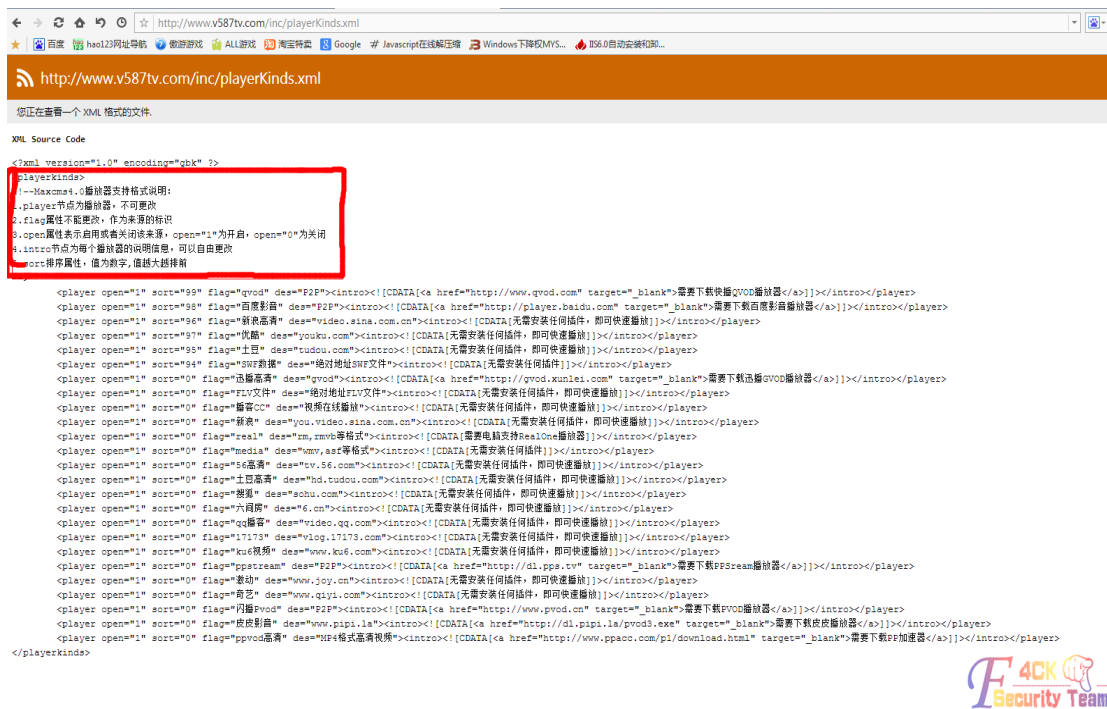 http://www.v587tv.com/inc/playerKinds.xml
百度 hao123网址导航 傲游游戏 ALL游戏 淘宝特卖 Google Javascript在线解压缩 Windows下降权MYS... IIS6.0自动安装和卸...
http://www.v587tv.com/inc/playerKinds.xml
您正在查看一个 XML 格式的文件.
XML Source Code
<?xml version="1.0" encoding="gbk" ?>
<playerkinds>
<!--Maxcms4.0播放器支持格式说明:
1.player节点为播放器，不可更改
2.flag属性不能更改，作为来源的标识
3.open属性表示启用或者关闭该来源，open="1"为开启，open="0"为关闭
4.intro节点为每个播放器的说明信息，可以自由更改
sort排序属性，值为数字,值越大越排前
<player open="1" sort="99" flag="qvod" des="P2P"><intro><![CDATA[<a href="http://www.qvod.com" target="_blank">需要下载快播QVOD播放器</a>]]></intro></player>
<player open="1" sort="98" flag="百度影音" des="P2P"><intro><![CDATA[<a href="http://player.baidu.com" target="_blank">需要下载百度影音播放器</a>]]></intro></player>
<player open="1" sort="96" flag="新浪高清" des="video.sina.com.cn"><intro><![CDATA[无需安装任何插件，即可快速播放]]></intro></player>
<player open="1" sort="97" flag="优酷" des="youku.com"><intro><![CDATA[无需安装任何插件，即可快速播放]]></intro></player>
<player open="1" sort="95" flag="土豆" des="tudou.com"><intro><![CDATA[无需安装任何插件，即可快速播放]]></intro></player>
<player open="1" sort="94" flag="SWF数据" des="绝对地址SWF文件"><intro><![CDATA[无需安装任何插件]]></intro></player>
<player open="1" sort="0" flag="迅播高清" des="gvod"><intro><![CDATA[<a href="http://gvod.xunlei.com" target="_blank">需要下载迅播GVOD播放器</a>]]></intro></player>
<player open="1" sort="0" flag="FLV文件" des="绝对地址FLV文件"><intro><![CDATA[无需安装任何插件，即可快速播放]]></intro></player>
<player open="1" sort="0" flag="播客CC" des="视频在线播放"><intro><![CDATA[无需安装任何插件，即可快速播放]]></intro></player>
<player open="1" sort="0" flag="新浪" des="you.video.sina.com.cn"><intro><![CDATA[无需安装任何插件，即可快速播放]]></intro></player>
<player open="1" sort="0" flag="real" des="rm,rmvb等格式"><intro><![CDATA[需要电脑支持RealOne播放器]]></intro></player>
<player open="1" sort="0" flag="media" des="wmv,asf等格式"><intro><![CDATA[无需安装任何插件]]></intro></player>
<player open="1" sort="0" flag="56高清" des="tv.56.com"><intro><![CDATA[无需安装任何插件，即可快速播放]]></intro></player>
<player open="1" sort="0" flag="土豆高清" des="hd.tudou.com"><intro><![CDATA[无需安装任何插件，即可快速播放]]></intro></player>
<player open="1" sort="0" flag="搜狐" des="sohu.com"><intro><![CDATA[无需安装任何插件，即可快速播放]]></intro></player>
<player open="1" sort="0" flag="六间房" des="6.cn"><intro><![CDATA[无需安装任何插件，即可快速播放]]></intro></player>
<player open="1" sort="0" flag="qq播客" des="video.qq.com"><intro><![CDATA[无需安装任何插件，即可快速播放]]></intro></player>
<player open="1" sort="0" flag="17173" des="vlog.17173.com"><intro><![CDATA[无需安装任何插件，即可快速播放]]></intro></player>
<player open="1" sort="0" flag="ku6视频" des="www.ku6.com"><intro><![CDATA[无需安装任何插件，即可快速播放]]></intro></player>
<player open="1" sort="0" flag="ppstream" des="P2P"><intro><![CDATA[<a href="http://dl.pps.tv" target="_blank">需要下载PPSream播放器</a>]]></intro></player>
<player open="1" sort="0" flag="激动" des="www.joy.cn"><intro><![CDATA[无需安装任何插件，即可快速播放]]></intro></player>
<player open="1" sort="0" flag="奇艺" des="www.qiyi.com"><intro><![CDATA[无需安装任何插件，即可快速播放]]></intro></player>
<player open="1" sort="0" flag="闪播Pvod" des="P2P"><intro><![CDATA[<a href="http://www.pvod.cn" target="_blank">需要下载PVOD播放器</a>]]></intro></player>
<player open="1" sort="0" flag="皮皮影音" des="www.pipi.la"><intro><![CDATA[<a href="http://dl.pipi.la/pvod3.exe" target="_blank">需要下载皮皮播放器</a>]]></intro></player>
<player open="1" sort="0" flag="ppvod高清" des="MP4格式高清视频"><intro><![CDATA[<a href="http://www.ppacc.com/p1/download.html" target="_blank">需要下载PP加速器</a>]]></intro></player>
</playerkinds>
F4CK
Security Team